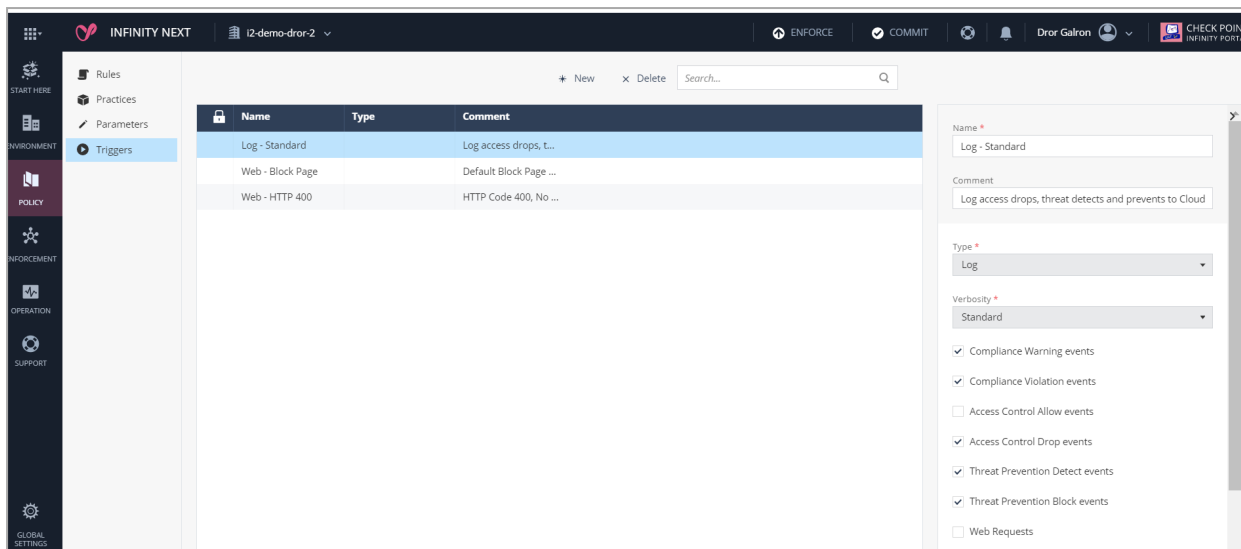 INFINITY NEXT
i2-demo-dror-2
ENFORCE
COMMIT
Dror Galron
CHECK POIN
INFINITY PORTA
START HERE
ENVIRONMENT
POLICY
ENFORCEMENT
OPERATION
SUPPORT
GLOBAL
SETTINGS
Rules
Practices
Parameters
Triggers
New
Delete
Search...
Name Type Comment
Log - Standard Log access drops, t...
Web - Block Page Default Block Page ...
Web - HTTP 400 HTTP Code 400, No ...
Name *
Log - Standard
Comment
Log access drops, threat detects and prevents to Cloud
Type *
Log
Verbosity *
Standard
Compliance Warning events
Compliance Violation events
Access Control Allow events
Access Control Drop events
Threat Prevention Detect events
Threat Prevention Block events
Web Requests